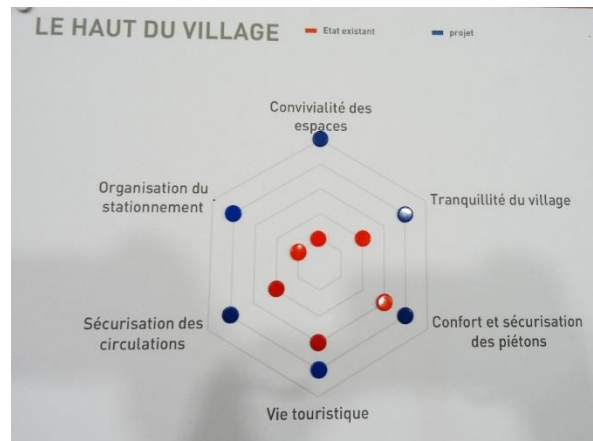 LE HAUT DU VILLAGE
Etat existant
projet
Convivialité des
espaces
Organisation du
stationnement
Tranquillité du village
Sécurisation des
circulations
Confort et sécurisation
des piétons
Vie touristique